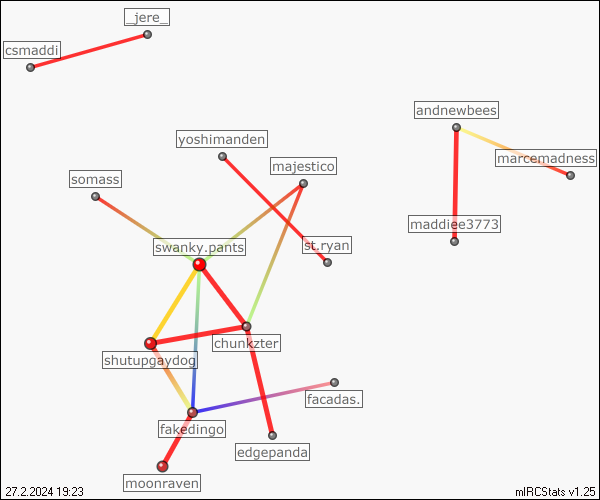 _jere_
csmaddi
andnewbees
yoshimanden
marcemadness
majestico
somass
maddiee3773
swanky.pants
st.ryan
chunkzter
shutupgaydog
facadas.
fakedingo
edgepanda
moonraven
27.2.2024 19:23
mIRCStats v1.25